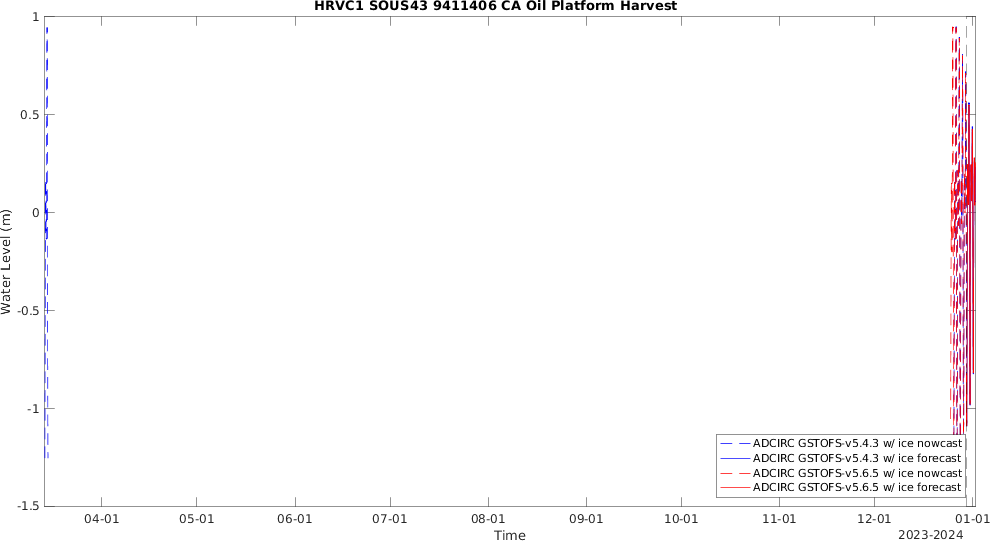 HRVC1 SOUS43 9411406 CA Oil Platform Harvest
1
0.5
0
-0.5
-1
-1.5
Water Level (m)
04-01 05-01 06-01 07-01 08-01 09-01 10-01 11-01 12-01 01-01
2023-2024
Time
ADCIRC GSTOFS-v5.4.3 w/ ice nowcast
ADCIRC GSTOFS-v5.4.3 w/ ice forecast
ADCIRC GSTOFS-v5.6.5 w/ ice nowcast
ADCIRC GSTOFS-v5.6.5 w/ ice forecast